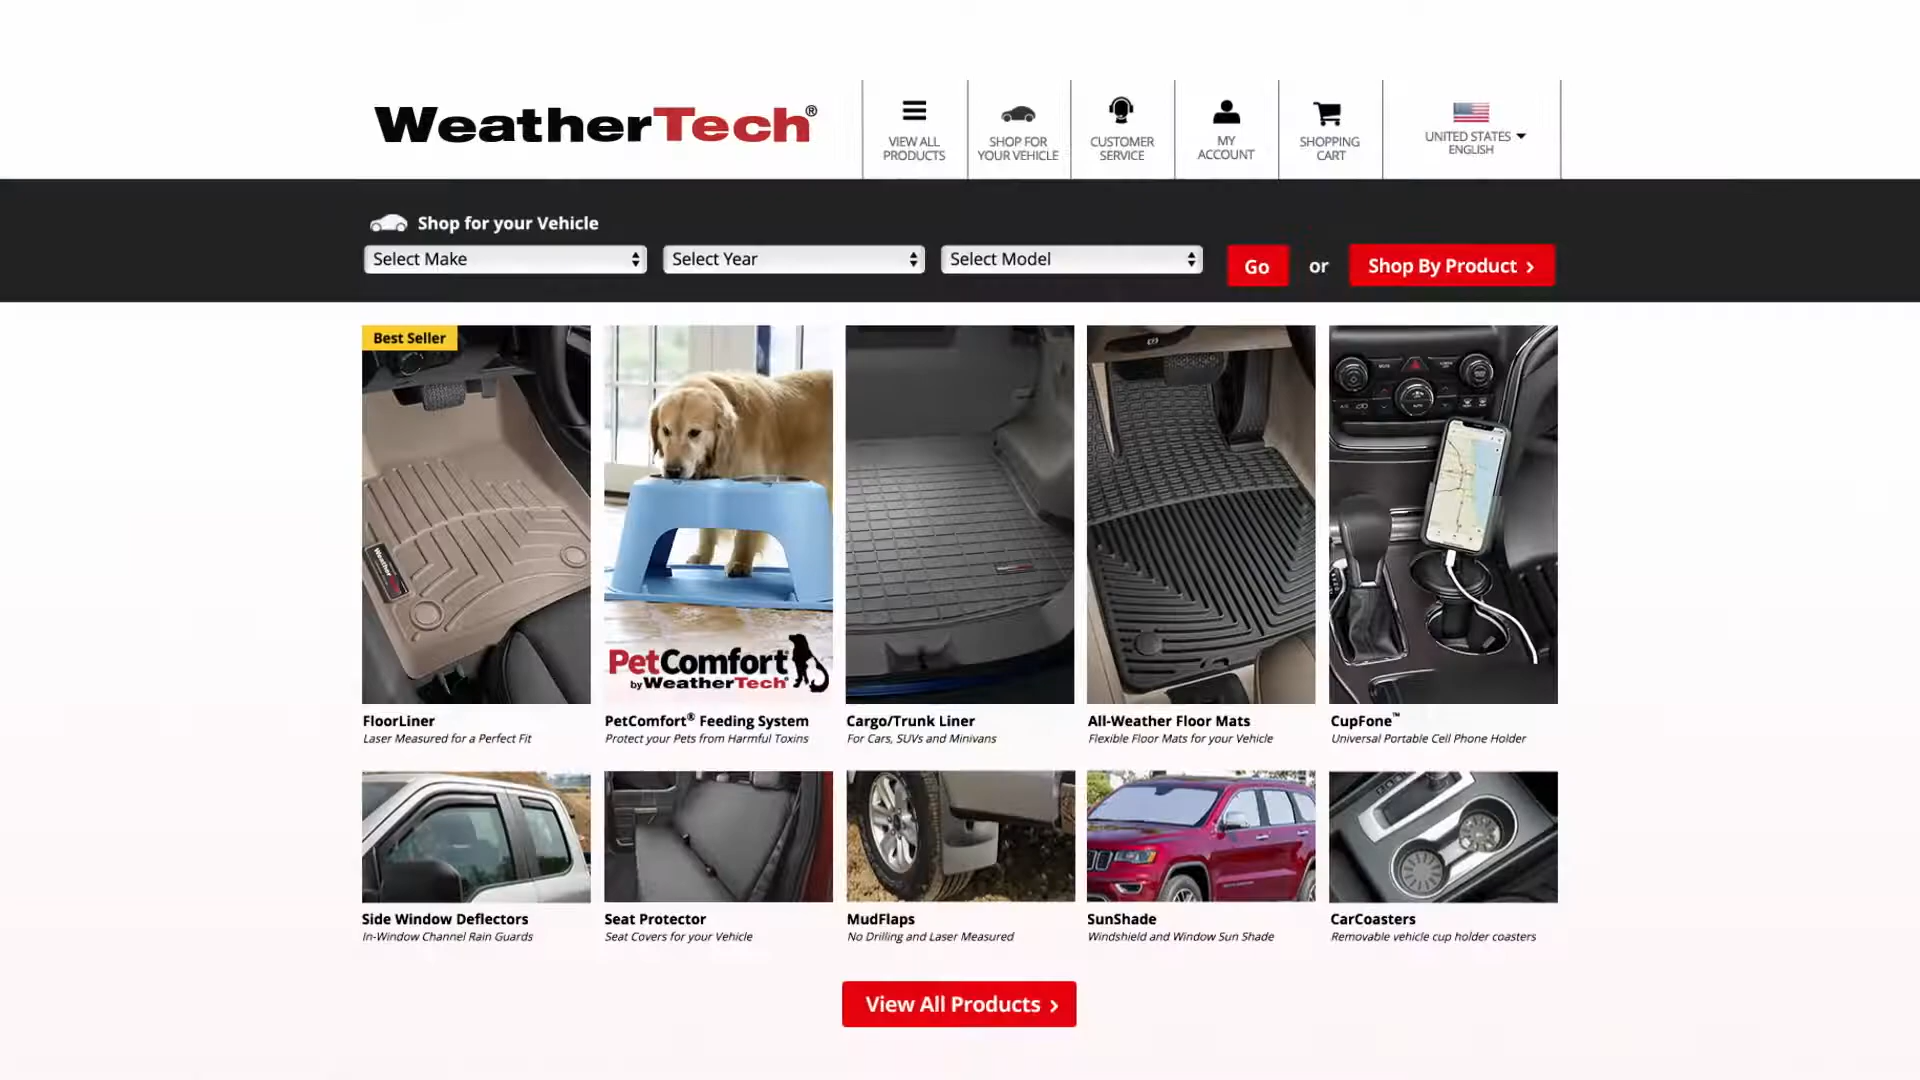 WeatherTech®
VIEW ALL
PRODUCTS
SHOP FOR
YOUR VEHICLE
CUSTOMER
SERVICE
MY
ACCOUNT
SHOPPING
CART
UNITED STATES
ENGLISH
Shop for your Vehicle
Select Make
Select Year
Select Model
Go
or
Shop By Product ›
Best Seller
WeatherTech
PetComfort
by WeatherTech®
FloorLiner
Laser Measured for a Perfect Fit
PetComfort® Feeding System
Protect your Pets from Harmful Toxins
Cargo/Trunk Liner
For Cars, SUVs and Minivans
All-Weather Floor Mats
Flexible Floor Mats for your Vehicle
CupFone™
Universal Portable Cell Phone Holder
Side Window Deflectors
In-Window Channel Rain Guards
Seat Protector
Seat Covers for your Vehicle
MudFlaps
No Drilling and Laser Measured
SunShade
Windshield and Window Sun Shade
CarCoasters
Removable vehicle cup holder coasters
View All Products ›